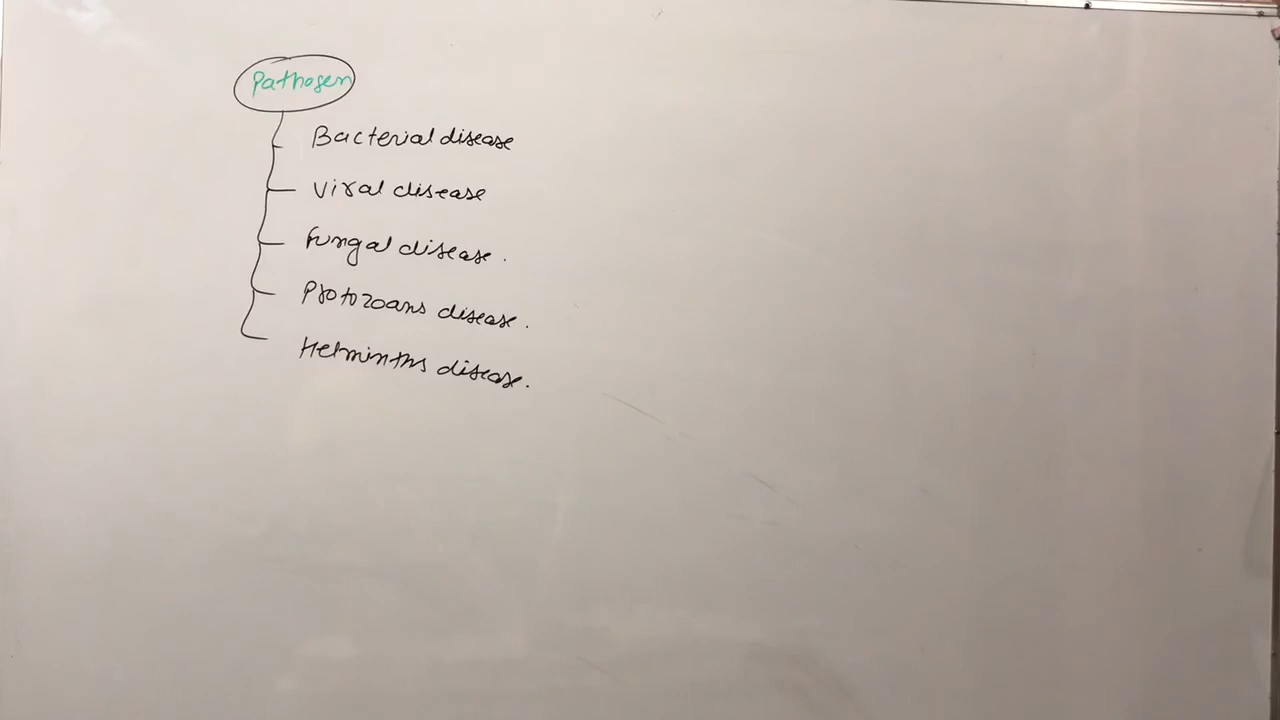 Pathogen
Bacterial disease
Viral disease
Fungal disease.
Protozoans disease.
Helminths disease.